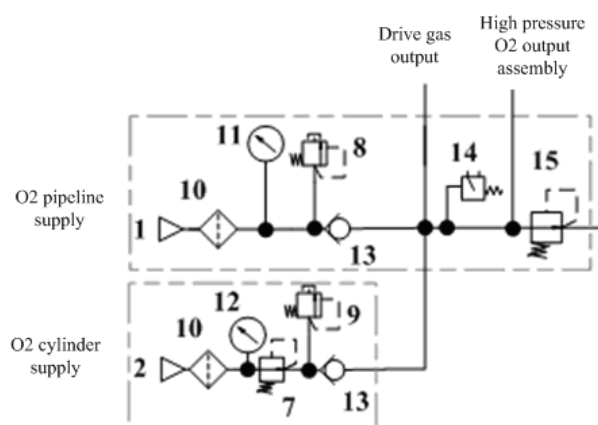 Drive gas
output
High pressure
O2 output
assembly
11
8
14
15
O2 pipeline
supply
10
1
13
12
9
O2 cylinder
supply
10
2
7
13